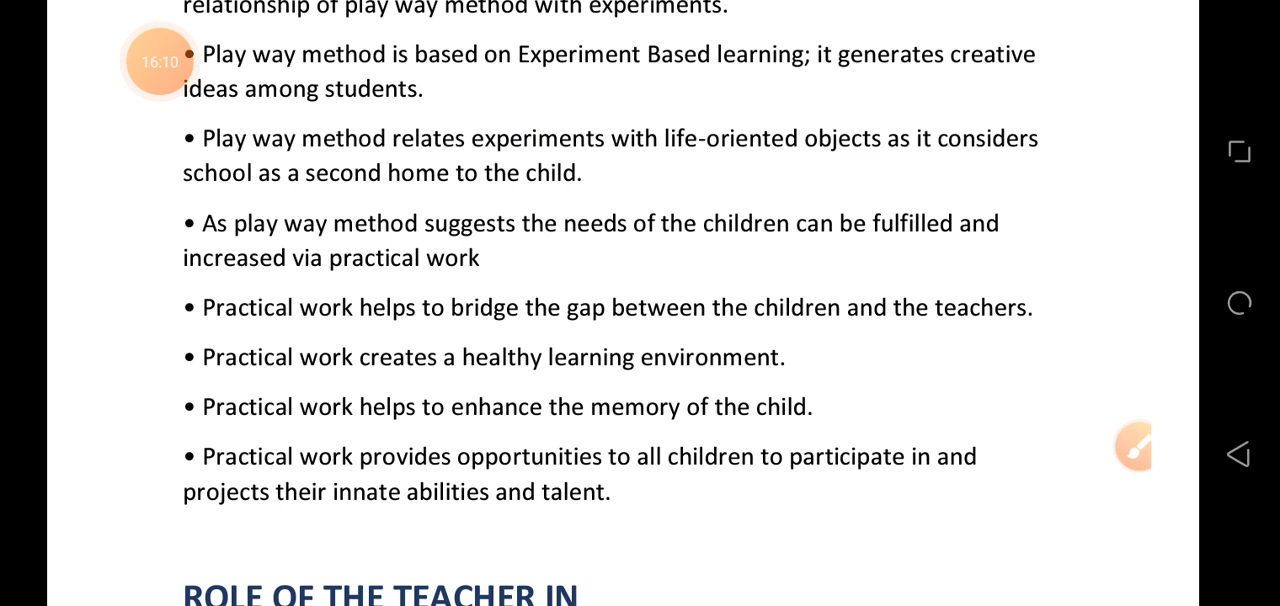 relationship of play way method with experiments.
16:10
• Play way method is based on Experiment Based learning; it generates creative
ideas among students.
• Play way method relates experiments with life-oriented objects as it considers
school as a second home to the child.
• As play way method suggests the needs of the children can be fulfilled and
increased via practical work
• Practical work helps to bridge the gap between the children and the teachers.
• Practical work creates a healthy learning environment.
• Practical work helps to enhance the memory of the child.
• Practical work provides opportunities to all children to participate in and
projects their innate abilities and talent.
ROLE OF THE TEACHER IN